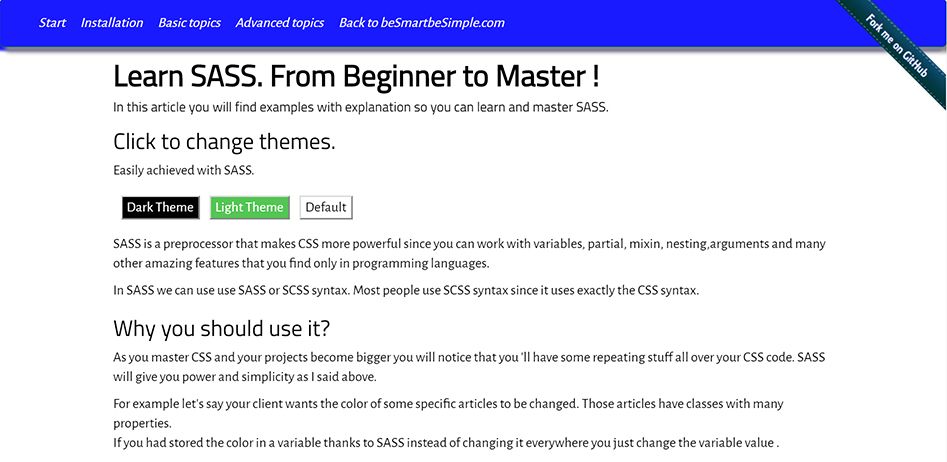 Start Installation Basic topics Advanced topics Back to beSmartbeSimple.com
Fork me on GitHub
Learn SASS. From Beginner to Master !
In this article you will find examples with explanation so you can learn and master SASS.
Click to change themes.
Easily achieved with SASS.
Dark Theme Light Theme Default
SASS is a preprocessor that makes CSS more powerful since you can work with variables, partial, mixin, nesting,arguments and many
other amazing features that you find only in programming languages.
In SASS we can use use SASS or SCSS syntax. Most people use SCSS syntax since it uses exactly the CSS syntax.
Why you should use it?
As you master CSS and your projects become bigger you will notice that you 'll have some repeating stuff all over your CSS code. SASS
will give you power and simplicity as I said above.
For example let's say your client wants the color of some specific articles to be changed. Those articles have classes with many
properties.
If you had stored the color in a variable thanks to SASS instead of changing it everywhere you just change the variable value .